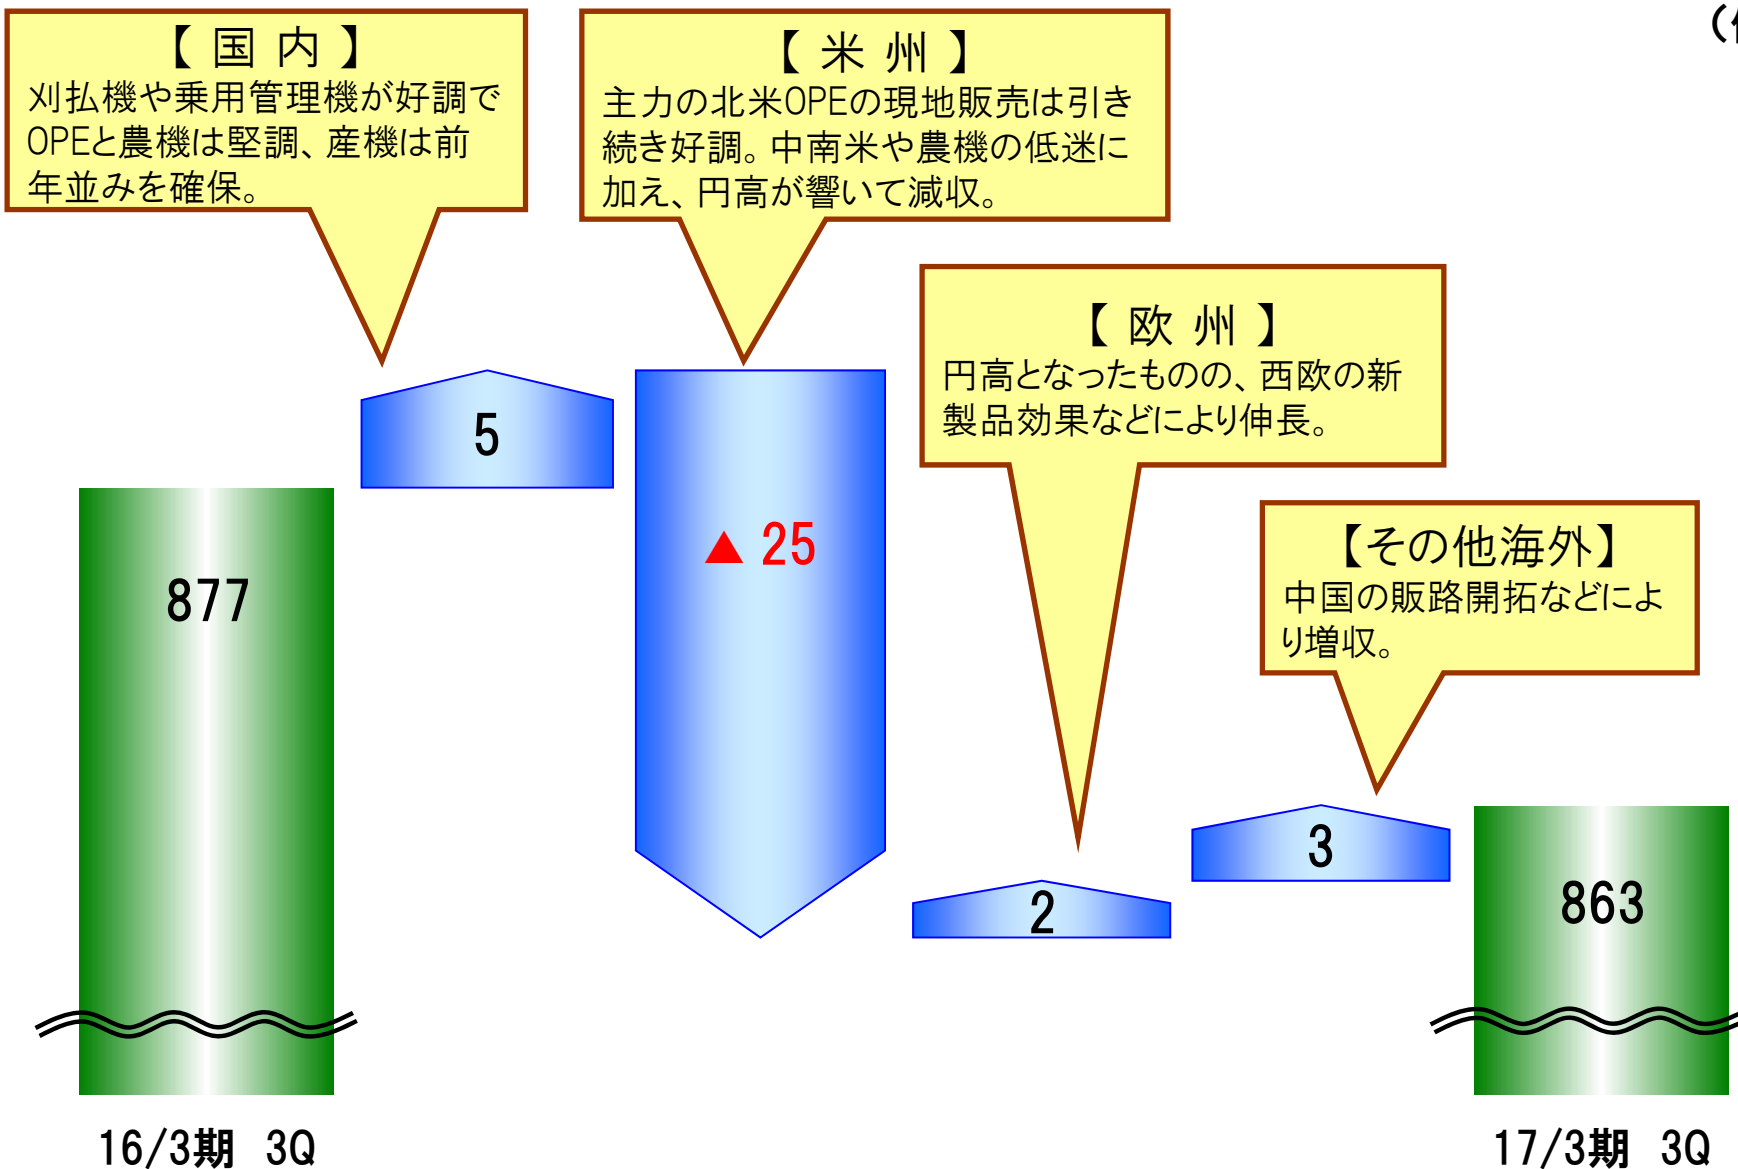 【 国 内 】
刈払機や乗用管理機が好調で
OPEと農機は堅調、産機は前
年並みを確保。
【 米 州 】
主力の北米OPEの現地販売は引き
続き好調。中南米や農機の低迷に
加え、円高が響いて減収。
【 欧 州 】
円高となったものの、西欧の新
製品効果などにより伸長。
【その他海外】
中国の販路開拓などによ
り増収。
877
5
▲ 25
2
3
863
16/3期 3Q
17/3期 3Q